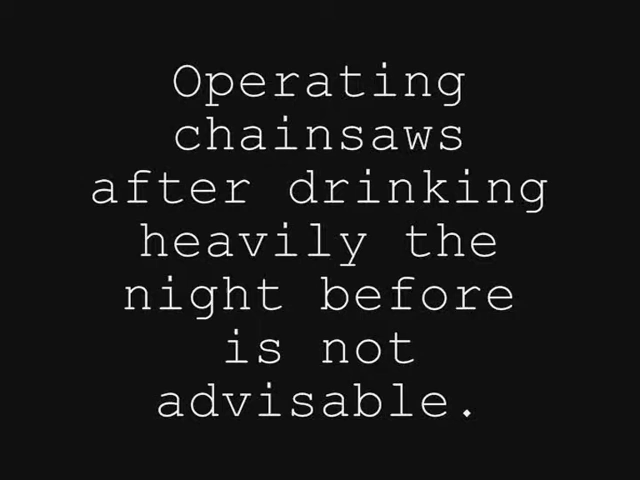 Operating
chainsaws
after drinking
heavily the
night before
is not
advisable.